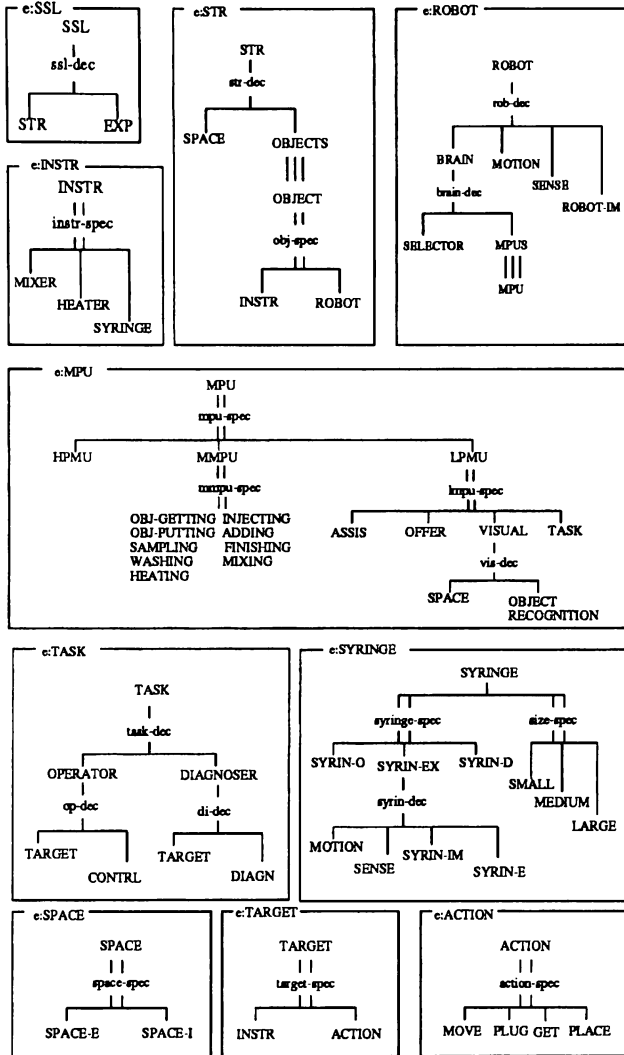 e:SSL
SSL
ssl-dec
STR EXP
e:INSTR
INSTR
instr-spec
MIXER
HEATER
SYRINGE
e:STR
STR
str-dec
SPACE
OBJECTS
OBJECT
obj-spec
INSTR ROBOT
e:ROBOT
ROBOT
rob-dec
BRAIN
MOTION
SENSE
ROBOT-IM
brain-dec
SELECTOR
MPUS
MPU
e:MPU
MPU
mpu-spec
HPMU MMPU LPMU
mmpu-spec
OBJ-GETTING INJECTING
OBJ-PUTTING ADDING
SAMPLING FINISHING
WASHING MIXING
HEATING
lmpu-spec
ASSIS OFFER VISUAL TASK
vis-dec
SPACE OBJECT
RECOGNITION
e:TASK
TASK
task-dec
OPERATOR DIAGNOSER
op-dec di-dec
TARGET TARGET
CONTRL DIAGN
e:SYRINGE
SYRINGE
syringe-spec size-spec
SYRIN-O SYRIN-EX SYRIN-D
SMALL
MEDIUM
LARGE
syrin-dec
MOTION
SENSE
SYRIN-IM
SYRIN-E
e:SPACE
SPACE
space-spec
SPACE-E SPACE-I
e:TARGET
TARGET
target-spec
INSTR ACTION
e:ACTION
ACTION
action-spec
MOVE PLUG GET PLACE